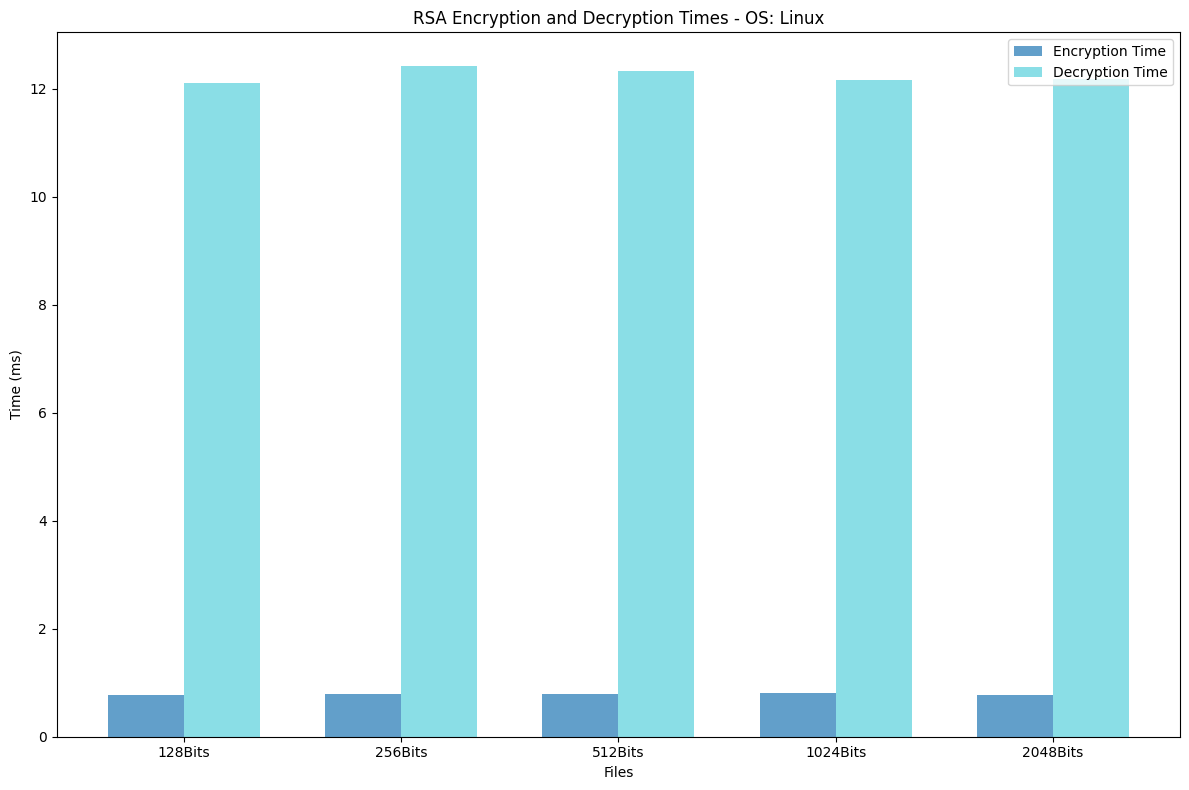 RSA Encryption and Decryption Times - OS: Linux
Encryption Time
Decryption Time
12
10
8
6
4
2
0
Time (ms)
128Bits
256Bits
512Bits
1024Bits
2048Bits
Files